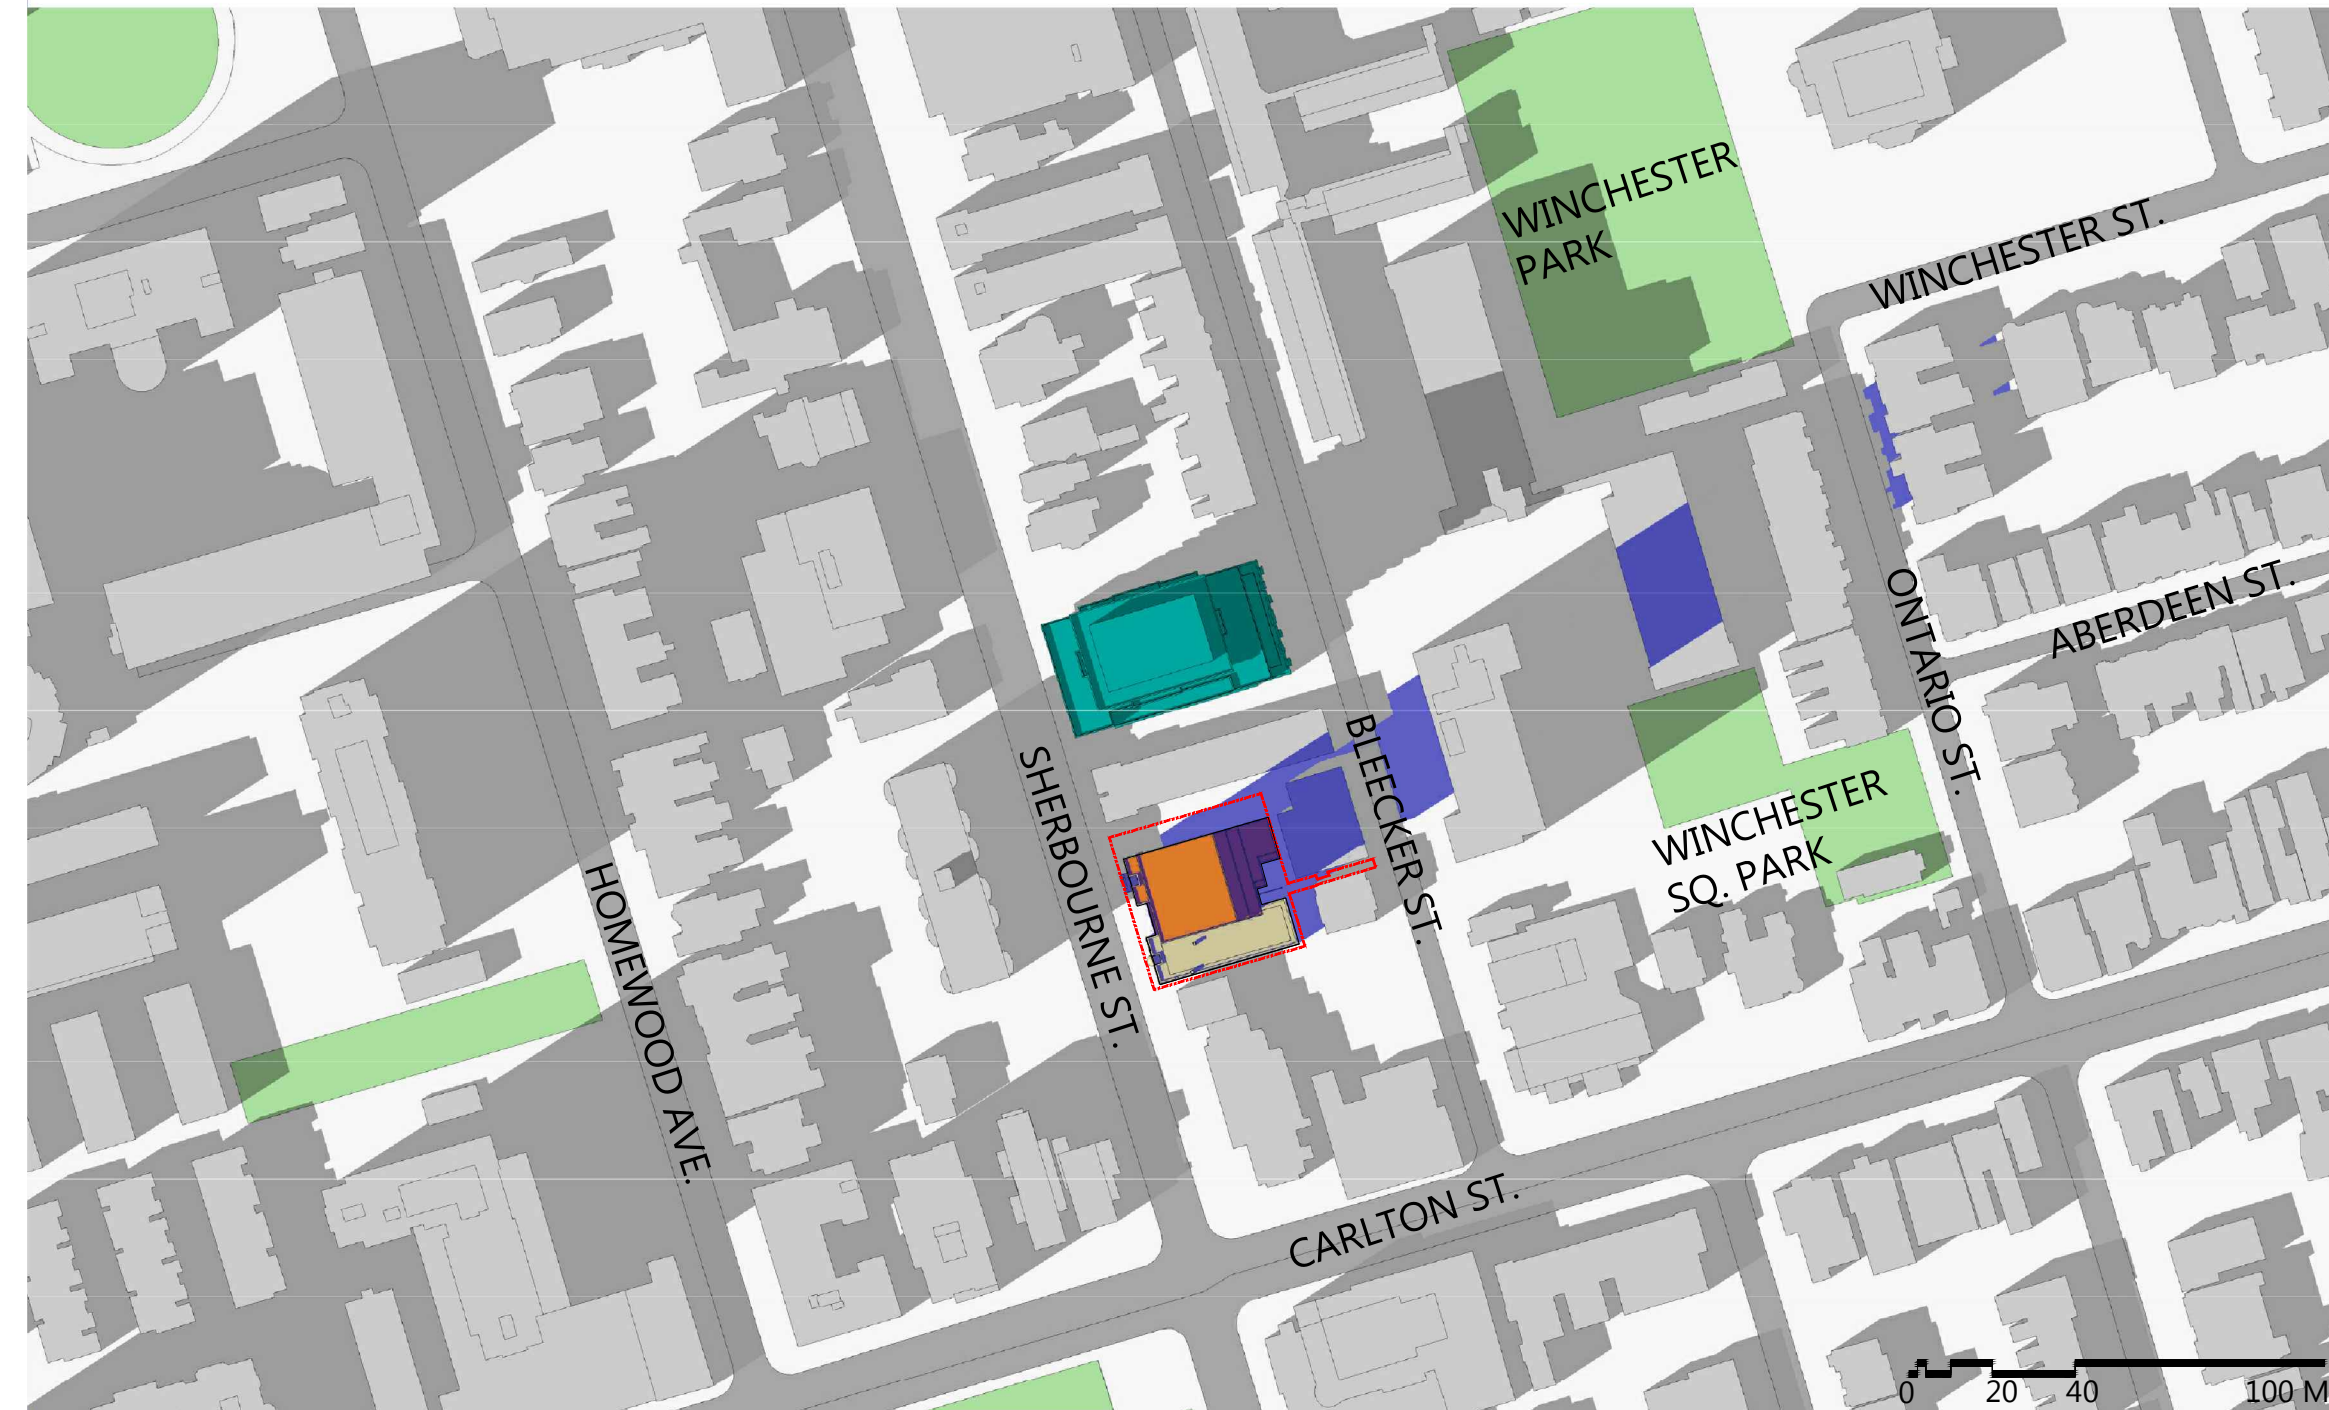 WINCHESTER
PARK
WINCHESTER ST.
ONTARIO ST.
ABERDEEN ST.
SHERBOURNE ST.
BLEECKER ST.
WINCHESTER
SQ. PARK
HOMEWOOD AVE.
CARLTON ST.
0 20 40 100 M